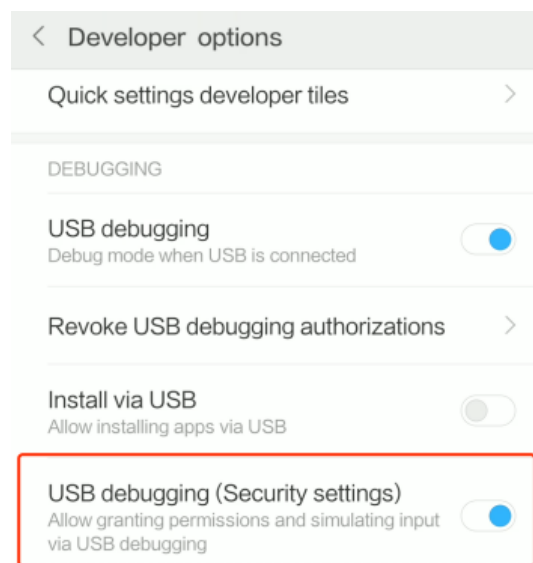 Developer options
Quick settings developer tiles
DEBUGGING
USB debugging
Debug mode when USB is connected
Revoke USB debugging authorizations
Install via USB
Allow installing apps via USB
USB debugging (Security settings)
Allow granting permissions and simulating input
via USB debugging